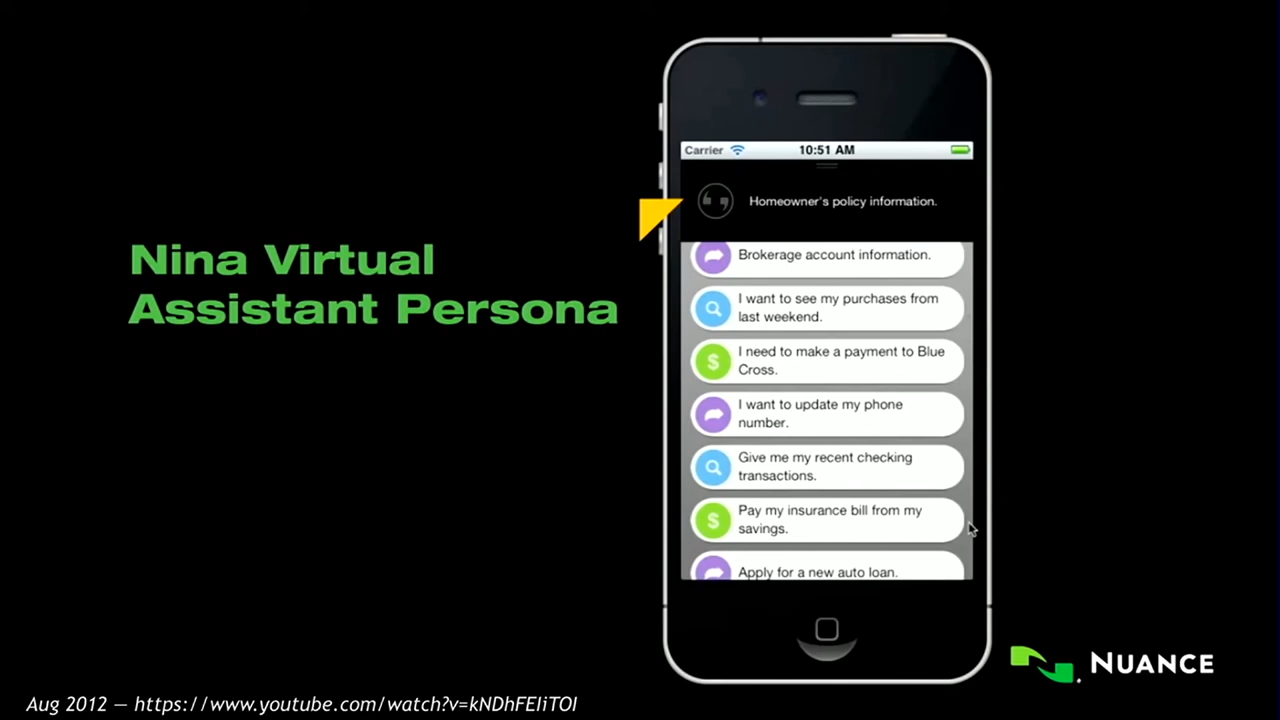 Nina Virtual
Assistant Persona
Carrier
10:51 AM
Homeowner's policy information.
Brokerage account information.
I want to see my purchases from
last weekend.
$
I need to make a payment to Blue
Cross.
I want to update my phone
number.
Give me my recent checking
transactions.
$
Pay my insurance bill from my
savings.
Apply for a new auto loan.
NUANCE
Aug 2012 — https://www.youtube.com/watch?v=kNDhFEIiTOI